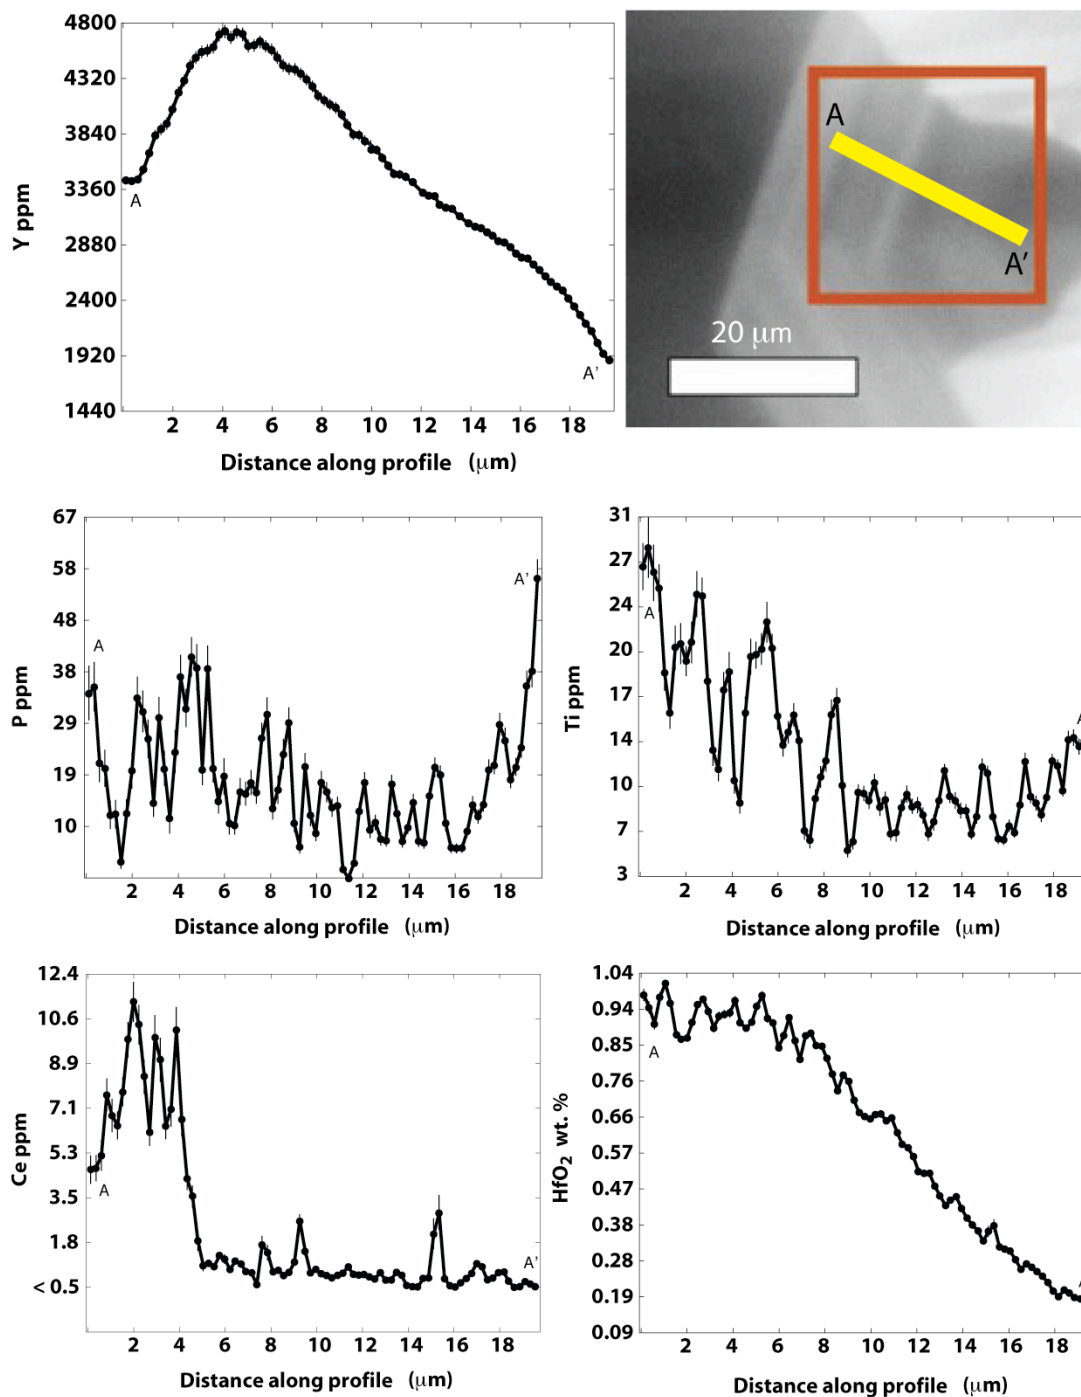 4800
4320
3840
3360
2880
2400
1920
1440
Y ppm
A
A'
2 4 6 8 10 12 14 16 18
Distance along profile (μm)
A
A'
20 μm
67
58
48
38
29
19
10
P ppm
A
A'
2 4 6 8 10 12 14 16 18
Distance along profile (μm)
31
27
24
20
17
14
10
7
3
Ti ppm
A
A
2 4 6 8 10 12 14 16 18
Distance along profile (μm)
12.4
10.6
8.9
7.1
5.3
3.5
1.8
< 0.5
Ce ppm
A
A'
2 4 6 8 10 12 14 16 18
Distance along profile (μm)
1.04
0.94
0.85
0.76
0.66
0.57
0.47
0.38
0.28
0.19
0.09
HfO₂ wt. %
A
2 4 6 8 10 12 14 16 18
Distance along profile (μm)